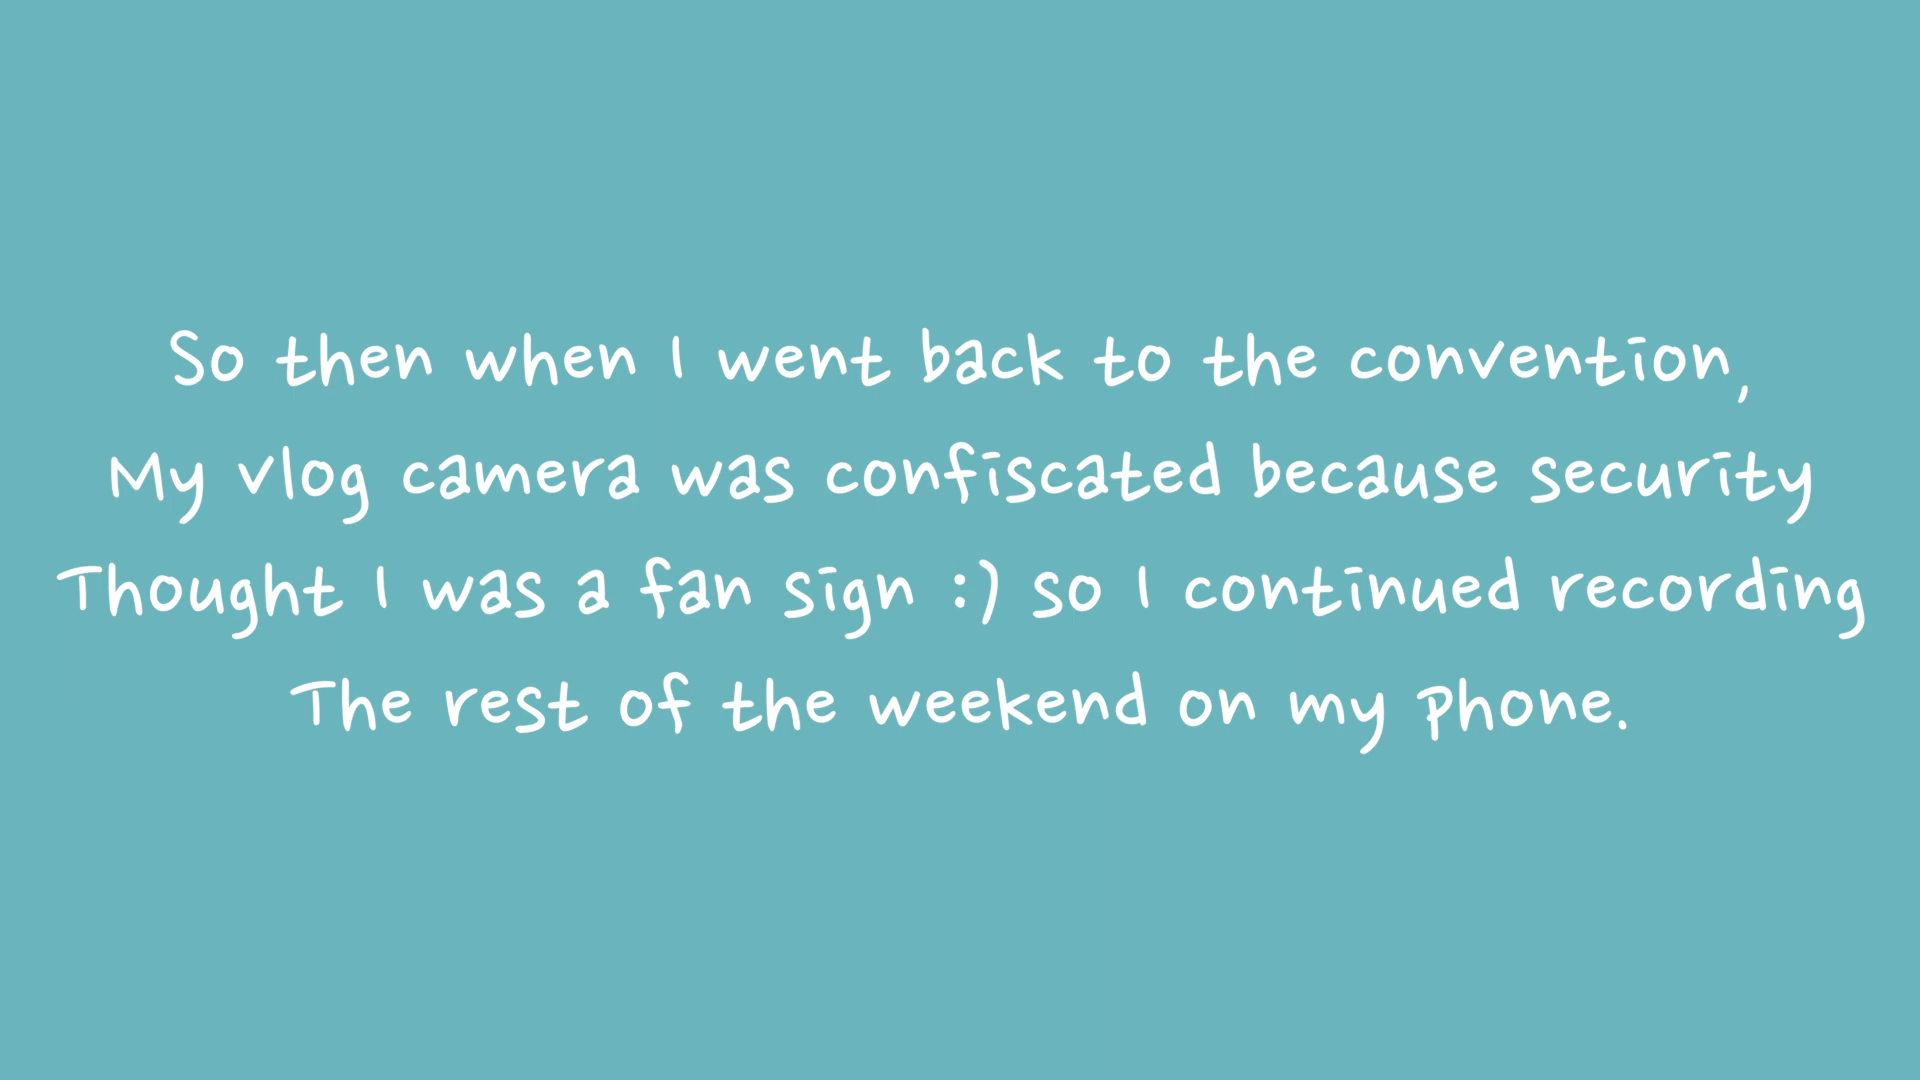 So then when I went back to the convention,
My vlog camera was confiscated because security
Thought I was a fan sign :) so I continued recording
The rest of the weekend on my phone.